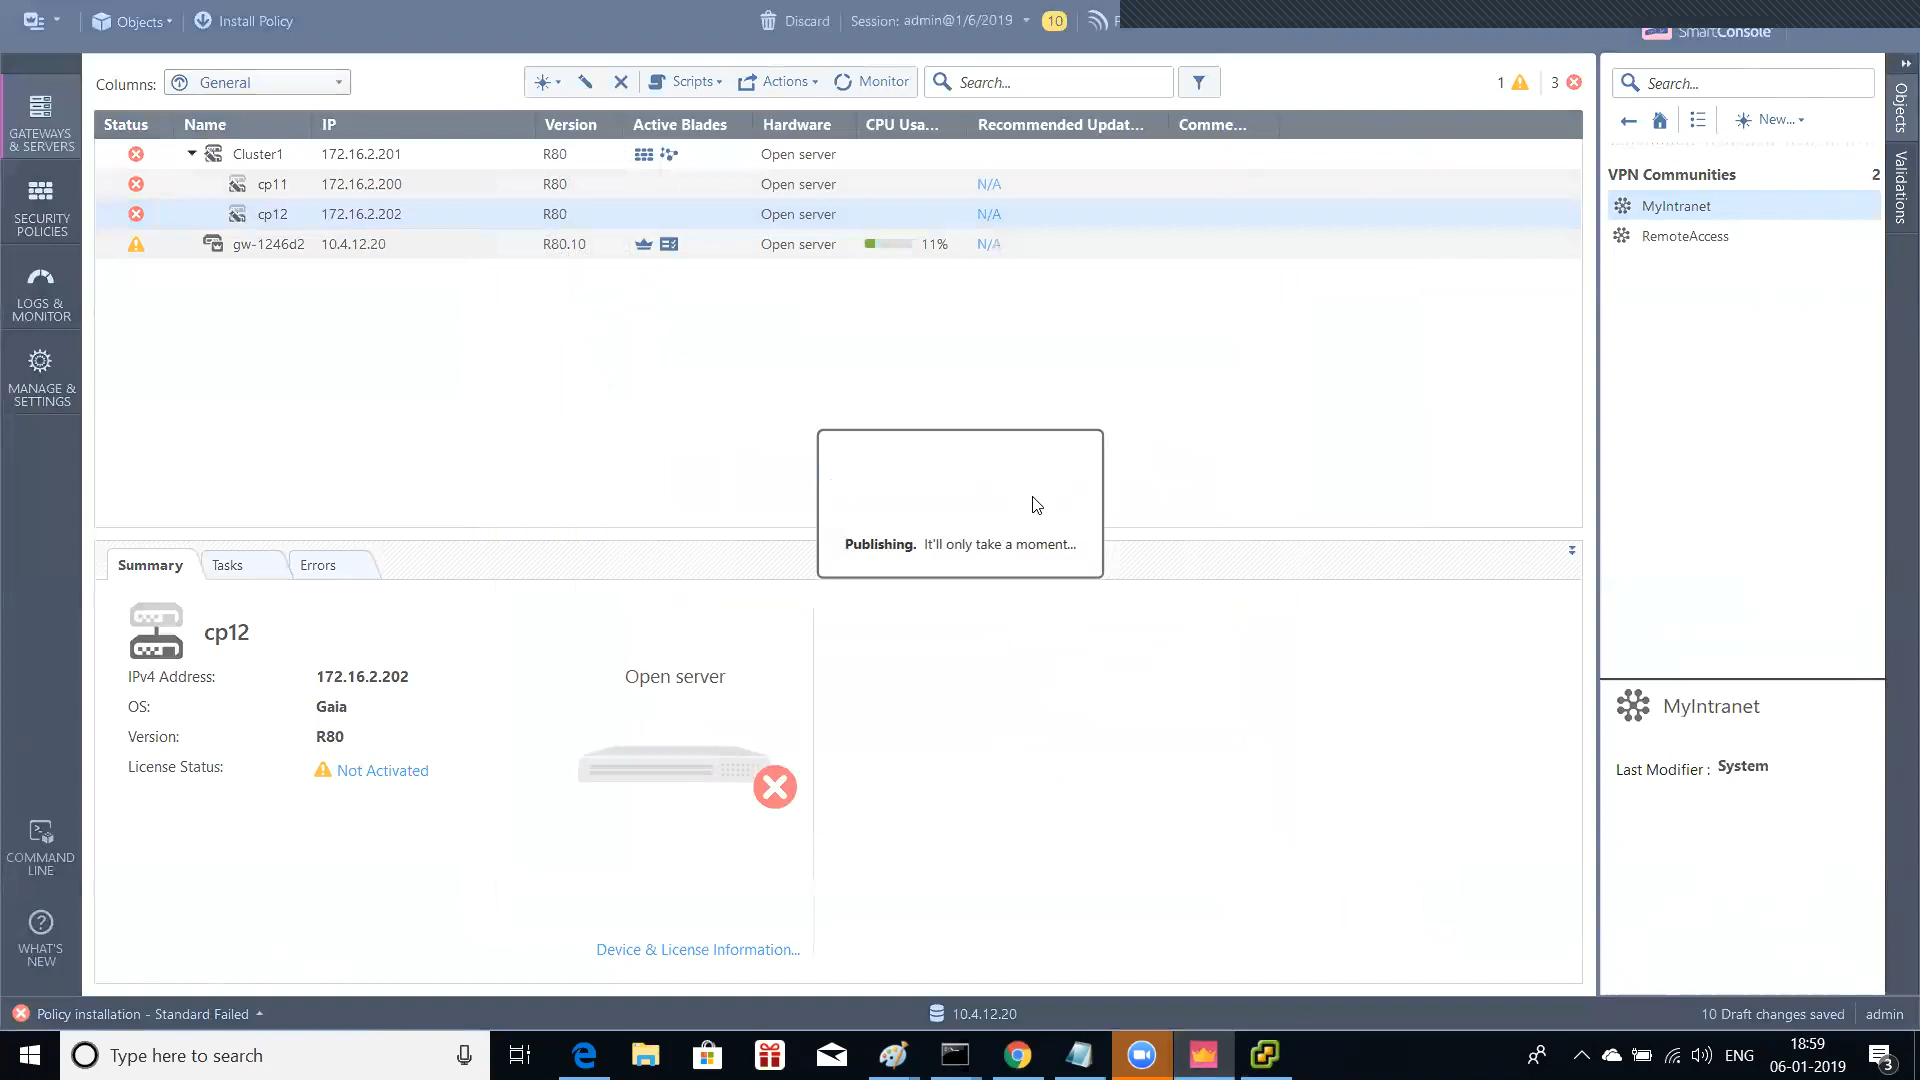 Objects
Install Policy
Discard
Session: admin@1/6/2019
10
SmartConsole
GATEWAYS
& SERVERS
SECURITY
POLICIES
LOGS &
MONITOR
MANAGE &
SETTINGS
COMMAND
LINE
WHAT'S
NEW
Columns:
General
Scripts
Actions
Monitor
Search...
1
3
Status Name IP Version Active Blades Hardware CPU Usa... Recommended Updat... Comme...
Cluster1 172.16.2.201 R80 Open server
cp11 172.16.2.200 R80 Open server N/A
cp12 172.16.2.202 R80 Open server N/A
gw-1246d2 10.4.12.20 R80.10 Open server 11% N/A
Publishing. It'll only take a moment...
Summary
Tasks
Errors
cp12
IPv4 Address: 172.16.2.202
OS: Gaia
Version: R80
License Status: Not Activated
Open server
Device & License Information...
Search...
New...
VPN Communities 2
MyIntranet
RemoteAccess
MyIntranet
Last Modifier : System
Objects
Validations
Policy installation - Standard Failed
10.4.12.20
10 Draft changes saved
admin
Type here to search
ENG
18:59
06-01-2019
3